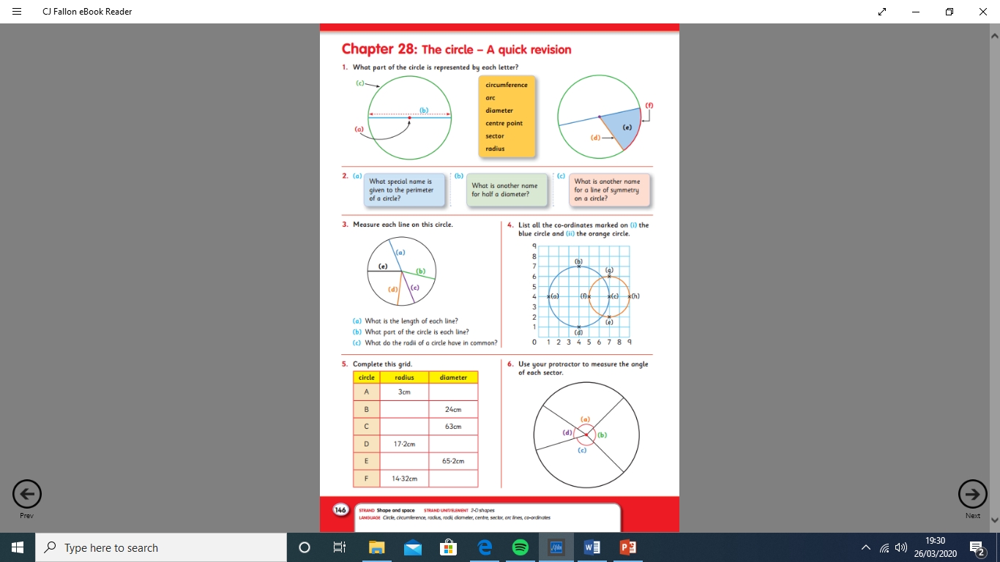 CJ Fallon eBook Reader
Chapter 28: The circle – A quick revision
1. What part of the circle is represented by each letter?
(c)
(b)
(a)
circumference
arc
diameter
centre point
sector
radius
(f)
(e)
(d)
2. (a) What special name is
given to the perimeter
of a circle?
(b) What is another name
for half a diameter?
(c) What is another name
for a line of symmetry
on a circle?
3. Measure each line on this circle.
(a)
(e)
(b)
(d)
(c)
(a) What is the length of each line?
(b) What part of the circle is each line?
(c) What do the radii of a circle have in common?
4. List all the co-ordinates marked on (i) the
blue circle and (ii) the orange circle.
9
8
7
6
5
4
3
2
1
(b)
(g)
(a)
(f)
(c)
(h)
(e)
(d)
0 1 2 3 4 5 6 7 8 9
5. Complete this grid.
circle radius diameter
A 3cm
B 24cm
C 63cm
D 17·2cm
E 65·2cm
F 14·32cm
6. Use your protractor to measure the angle
of each sector.
(a)
(d)
(b)
(c)
Prev
Next
146
STRAND Shape and space STRAND UNIT/ELEMENT 2-D shapes
LANGUAGE Circle, circumference, radius, radii, diameter, centre, sector, arc lines, co-ordinates
Type here to search
19:30
26/03/2020
2